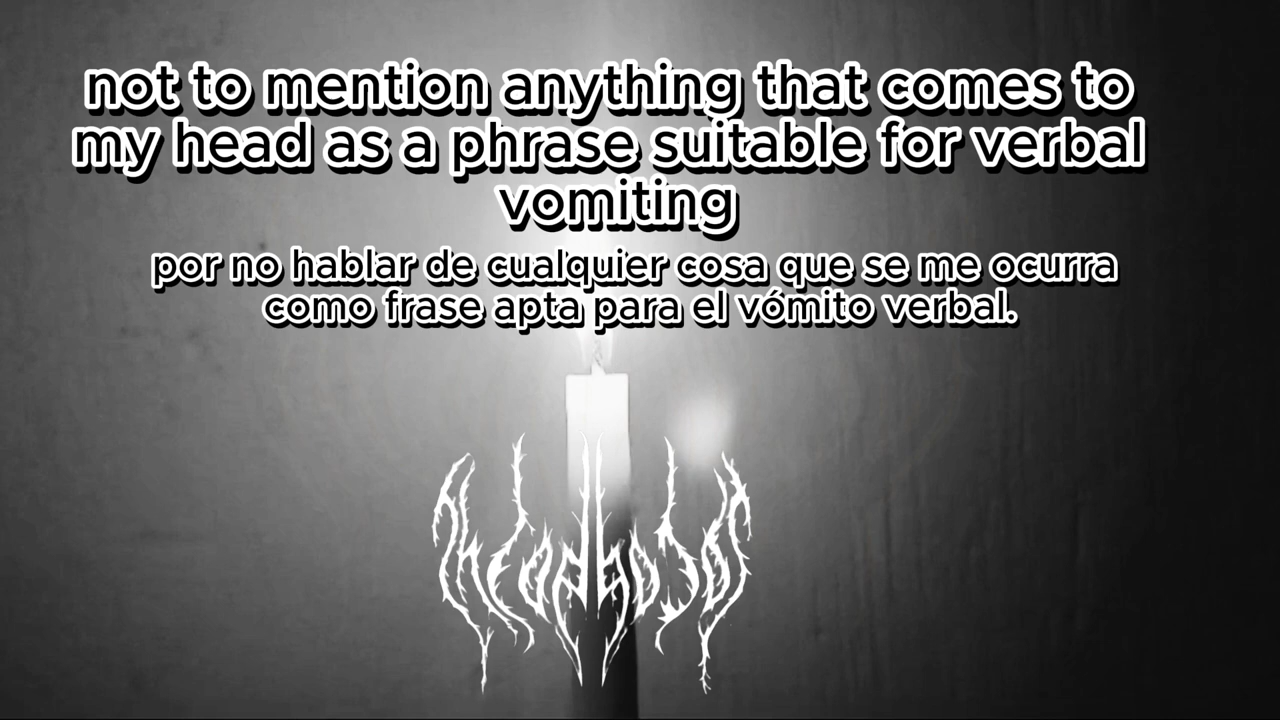 not to mention anything that comes to
my head as a phrase suitable for verbal
vomiting
por no hablar de cualquier cosa que se me ocurra
como frase apta para el vómito verbal.